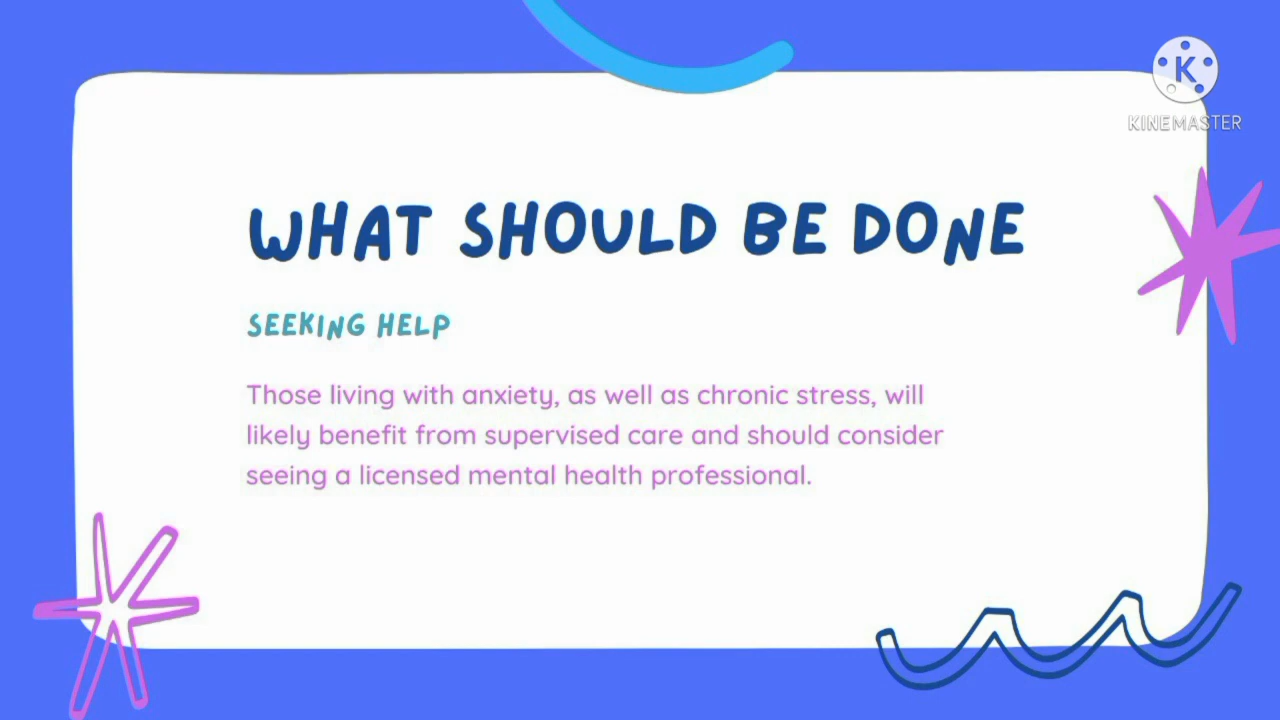 K
KINEMASTER
WHAT SHOULD BE DONE
SEEKING HELP
Those living with anxiety, as well as chronic stress, will
likely benefit from supervised care and should consider
seeing a licensed mental health professional.